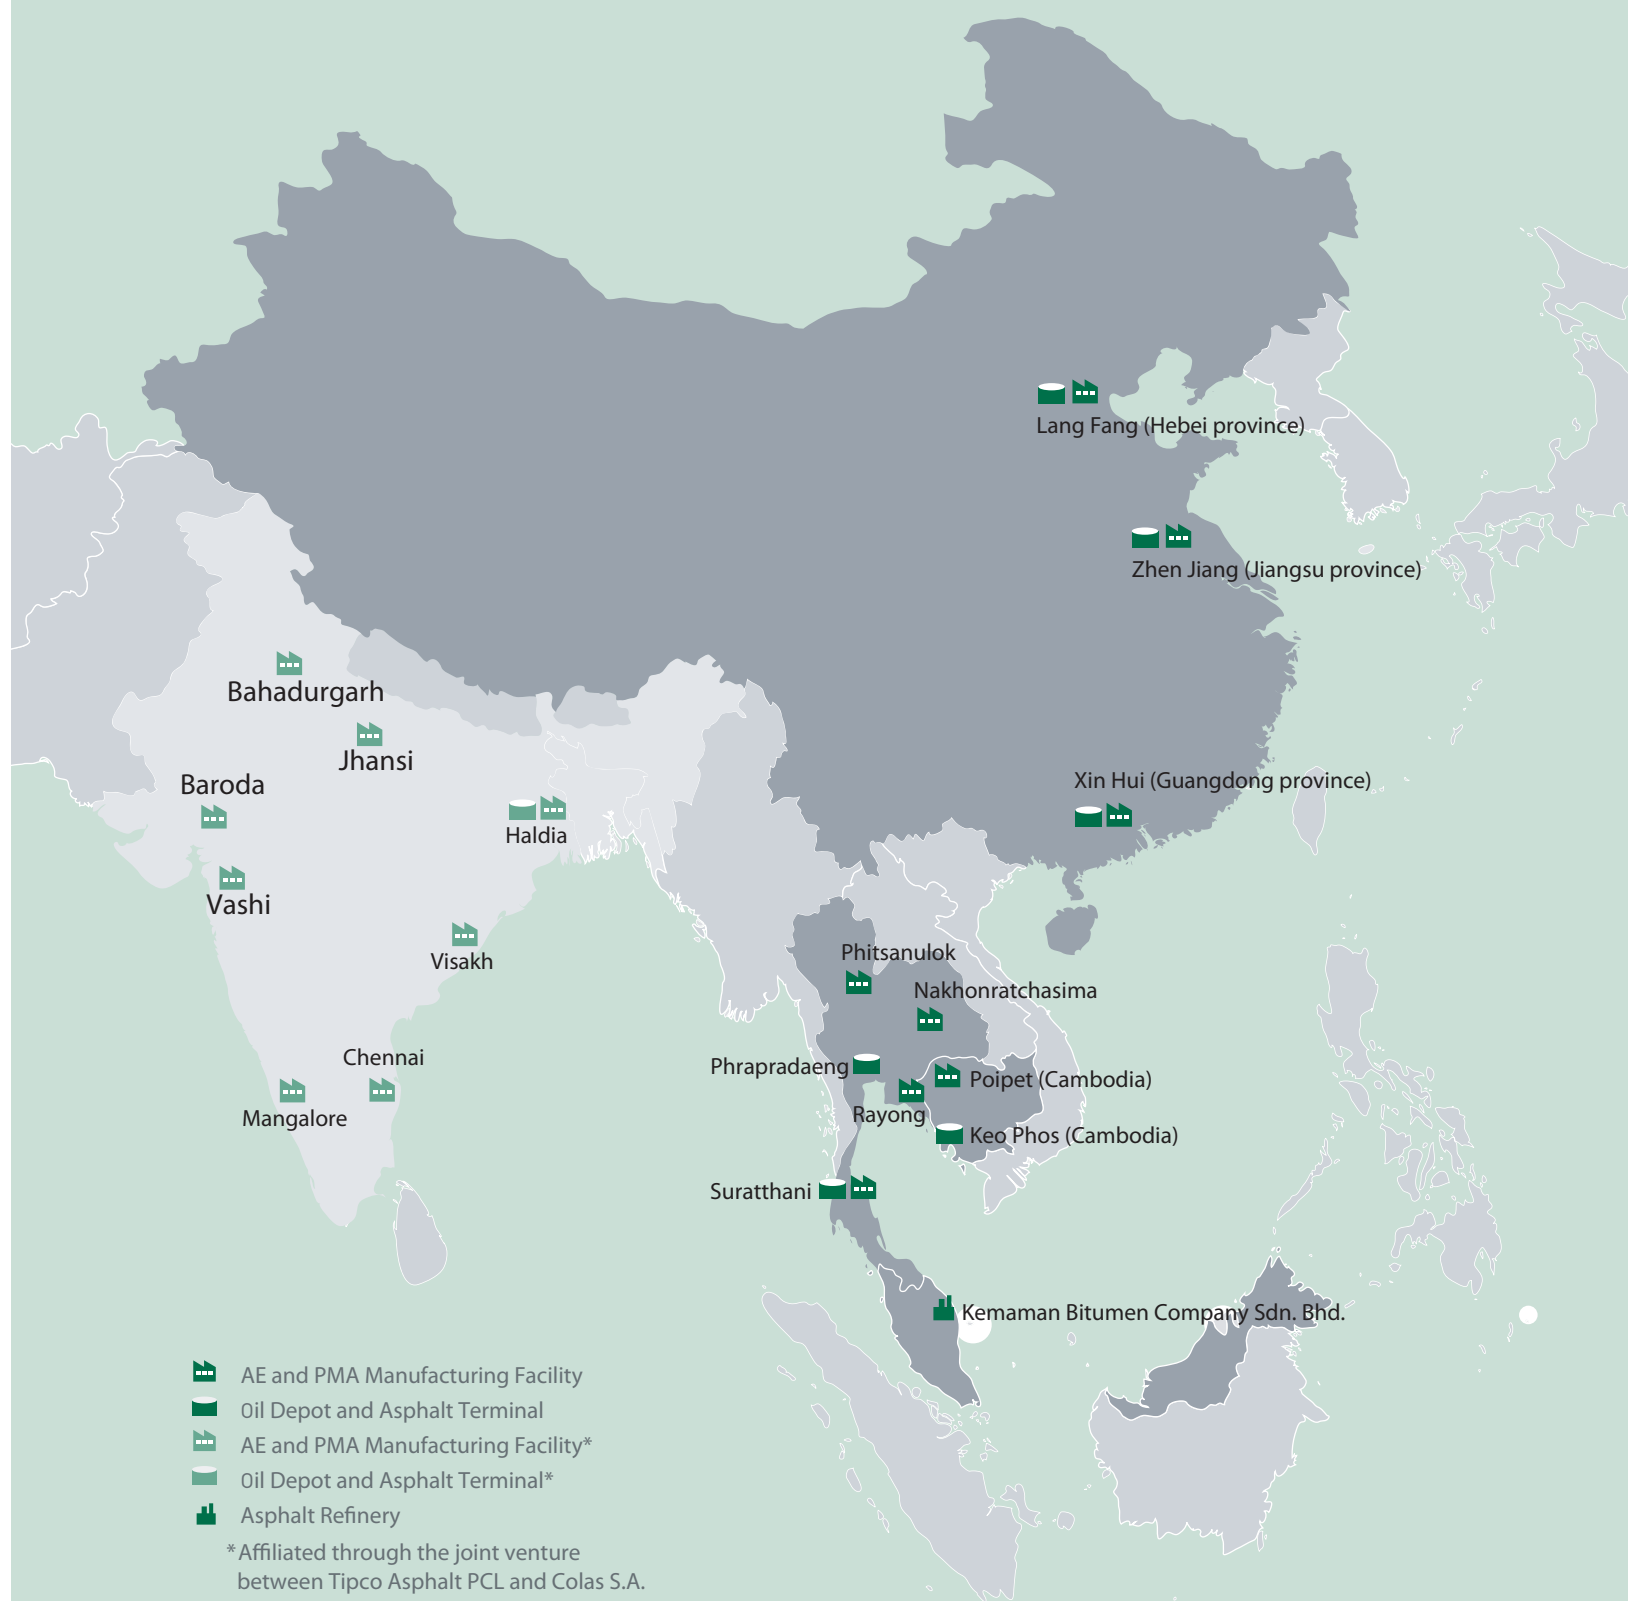 Lang Fang (Hebei province)
Zhen Jiang (Jiangsu province)
Bahadurgarh
Jhansi
Baroda
Xin Hui (Guangdong province)
Haldia
Vashi
Visakh
Phitsanulok
Nakhonratchasima
Chennai
Phrapradaeng
Poipet (Cambodia)
Mangalore
Rayong
Keo Phos (Cambodia)
Suratthani
Kemaman Bitumen Company Sdn. Bhd.
AE and PMA Manufacturing Facility
Oil Depot and Asphalt Terminal
AE and PMA Manufacturing Facility*
Oil Depot and Asphalt Terminal*
Asphalt Refinery
*Affiliated through the joint venture
between Tipco Asphalt PCL and Colas S.A.